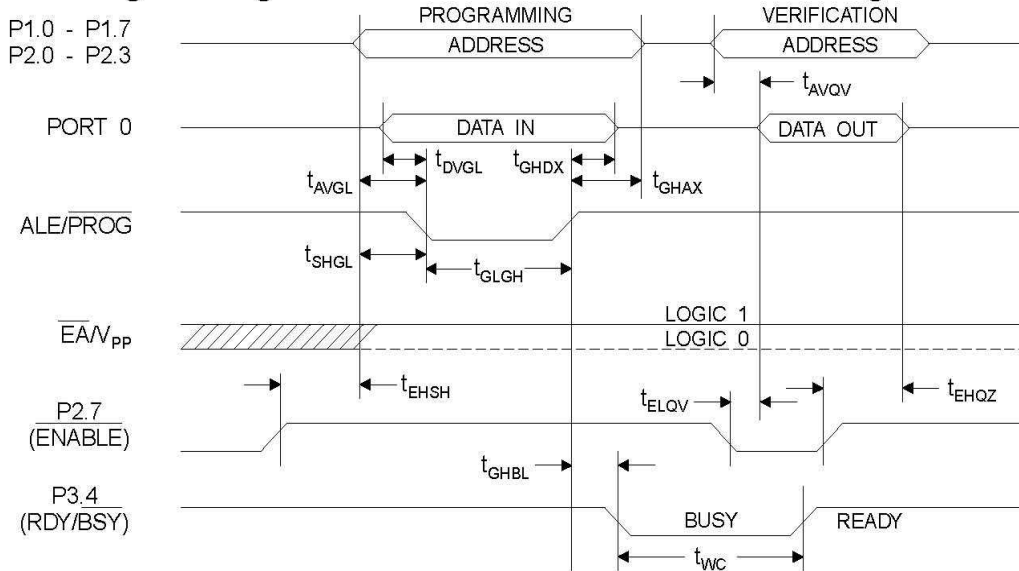 PROGRAMMING VERIFICATION
P1.0 - P1.7
P2.0 - P2.3
ADDRESS ADDRESS
tAVQV
PORT 0 DATA IN DATA OUT
tDVGL tGHDX
tAVGL tGHAX
ALE/PROG
tSHGL tGLGH
LOGIC 1
EA/VPP
LOGIC 0
tEHSH tELQV tEHQZ
P2.7
(ENABLE)
tGHBL
P3.4
(RDY/BSY) BUSY READY
tWC